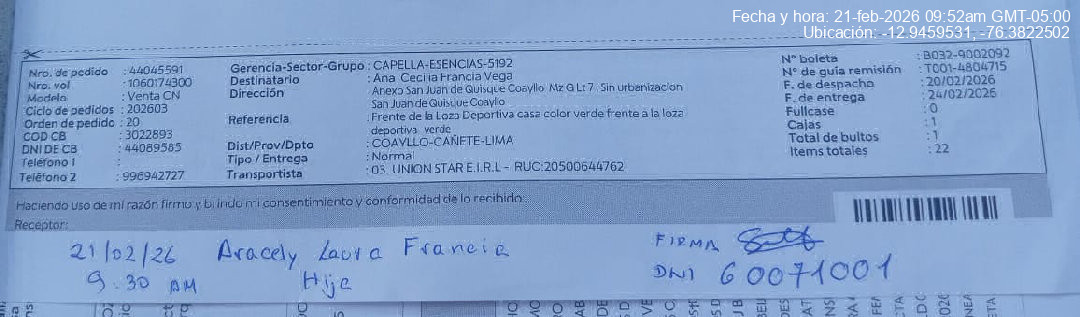 Fecha y hora: 21-feb-2026 09:52am GMT-05:00
Ubicación: -12.9459531, -76.3822502
Nro. de pedido : 44045591
Nro. vol : 1060174300
Modelo : Venta CN
Ciclo de pedidos : 202603
Orden de pedido : 20
COD CB : 3022893
DNI DE CB : 44089585
Teléfono 1 :
Teléfono 2 : 996942727
Gerencia-Sector-Grupo : CAPELLA-ESENCIAS-5192
Destinatario : Ana Cecilia Francia Vega
Dirección : Anexo San Juan de Quisque Coayllo Mz G Lt 7 Sin urbanizacion
San Juan de Quisque Coayllo
Referencia : Frente de la Loza Deportiva casa color verde frente a la loza
deportiva verde
Dist/Prov/Dpto : COAYLLO-CAÑETE-LIMA
Tipo / Entrega : Normal
Transportista : 03 UNION STAR E.I.R.L - RUC:20500644762
Nº boleta : B032-9002092
Nº de guía remisión : T001-4804715
F. de despacho : 20/02/2026
F. de entrega : 24/02/2026
Fullcase : 0
Cajas : 1
Total de bultos : 1
Items totales : 22
Haciendo uso de mi razón firmo y brindo mi consentimiento y conformidad de lo recibido:
Receptor:
21/02/26 Aracely Laura Francia
9.30 AM Hija
FIRMA
DNI 60071001